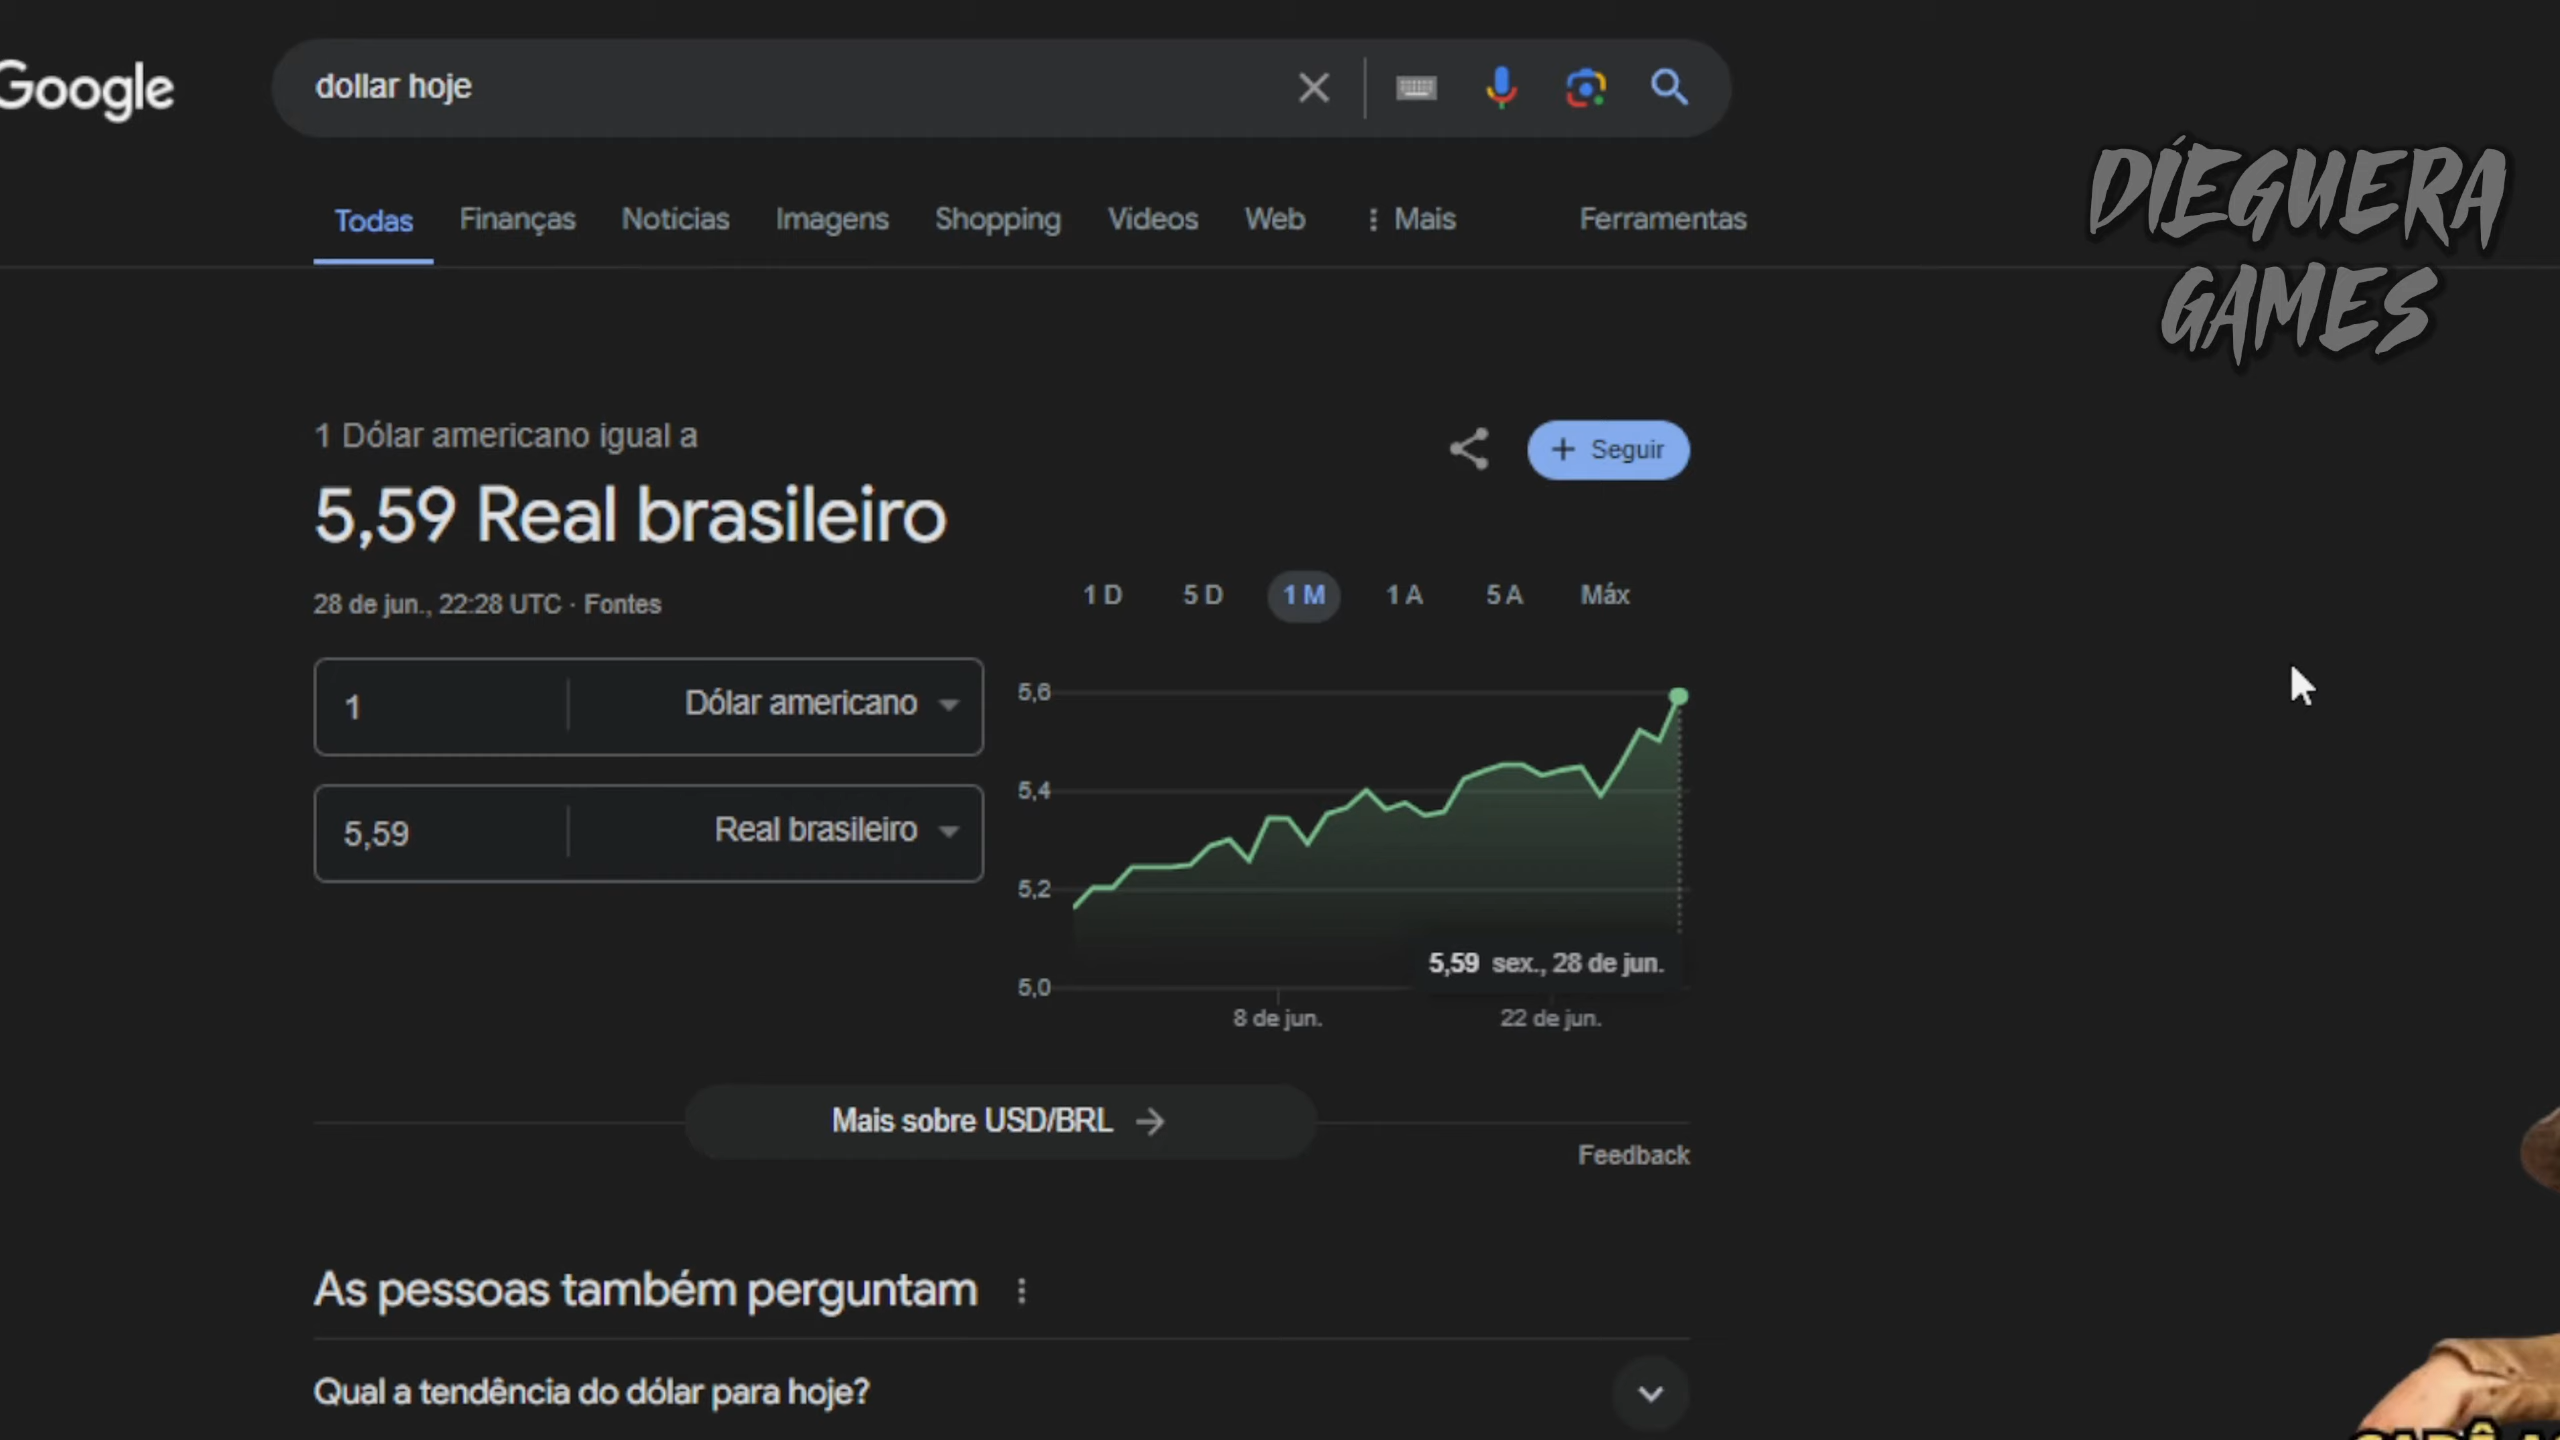 Google
dollar hoje
Todas Finanças Notícias Imagens Shopping Videos Web Mais Ferramentas
DÍEGUERA
GAMES
1 Dólar americano igual a
5,59 Real brasileiro
+ Seguir
28 de jun., 22:28 UTC · Fontes
1 D 5 D 1 M 1 A 5 A Máx
1 Dólar americano
5,59 Real brasileiro
5,6
5,4
5,2
5,0
5,59 sex., 28 de jun.
8 de jun. 22 de jun.
Mais sobre USD/BRL →
Feedback
As pessoas também perguntam
Qual a tendência do dólar para hoje?